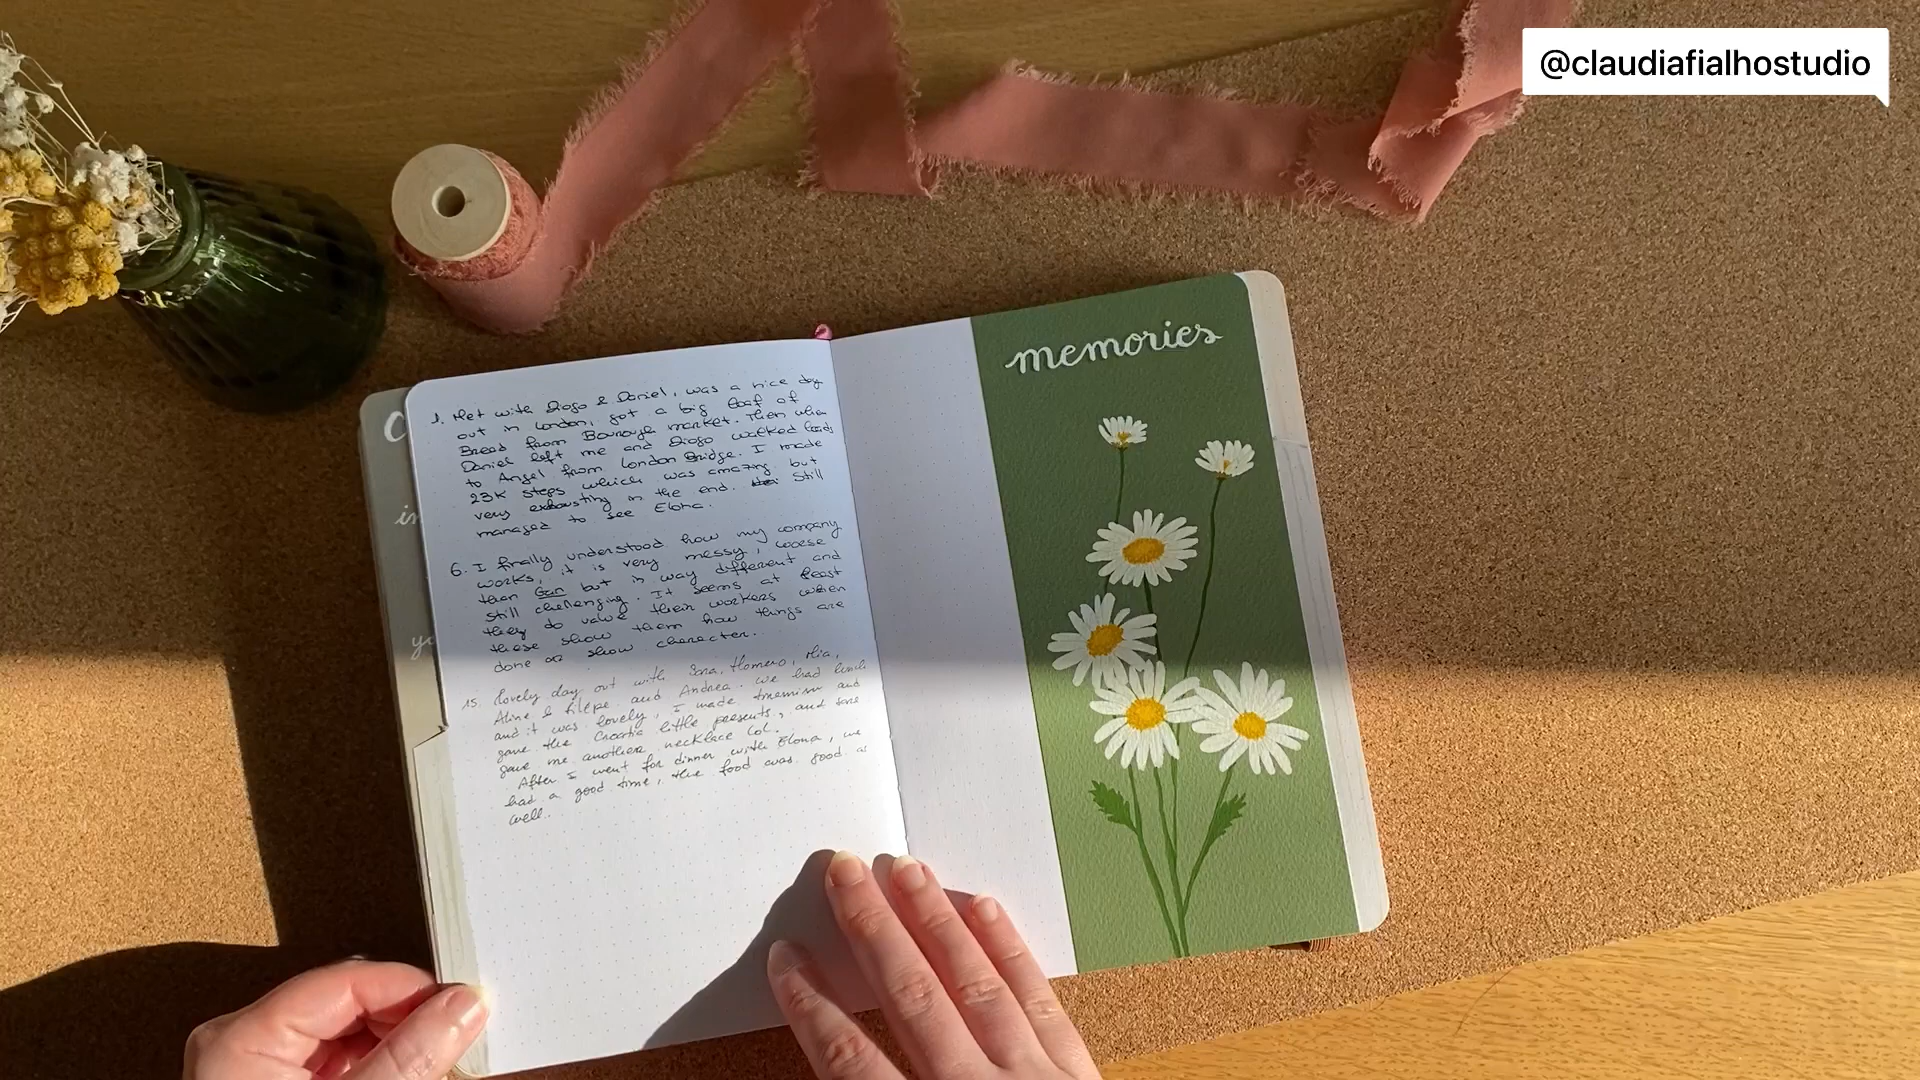 @claudiafialhostudio
memories
1. Met with Diogo & Daniel, was a nice day
out in London, got a big loaf of
Bread from Bourough market. Then when
Daniel left me and Diogo walked
to Angel from London Bridge. I made
23K steps which was amazing but
very exhausting in the end. Still
managed to see Elona.
6. I finally understood how my company
works, it is very messy, worse
than but in way different and
still challenging. It seems at least
they do value their workers when
these show them how things are
done or show character.
15. lovely day out with Sara, Homero, Mia,
Aline & Filepe and Andrea. We had lunch
and it was lovely, I made tiramisu and
gave the Croatia little presents, and Sara
gave me another necklace lol.
After I went for dinner with Elona, we
had a good time, the food was good as
well.
in